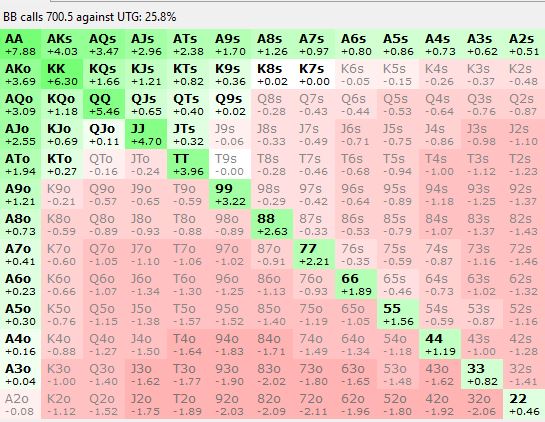 BB calls 700.5 against UTG: 25.8%
AA AKs AQs AJs ATs A9s A8s A7s A6s A5s A4s A3s A2s
+7.88 +4.03 +3.47 +2.96 +2.38 +1.70 +1.26 +0.97 +0.80 +0.86 +0.73 +0.62 +0.51
AKo KK KQs KJs KTs K9s K8s K7s K6s K5s K4s K3s K2s
+3.69 +6.30 +1.66 +1.21 +0.82 +0.36 +0.02 +0.00 -0.05 -0.15 -0.26 -0.37 -0.48
AQo KQo QQ QJs QTs Q9s Q8s Q7s Q6s Q5s Q4s Q3s Q2s
+3.09 +1.18 +5.46 +0.65 +0.40 +0.02 -0.28 -0.43 -0.44 -0.53 -0.64 -0.76 -0.87
AJo KJo QJo JJ JTs J9s J8s J7s J6s J5s J4s J3s J2s
+2.55 +0.69 +0.11 +4.70 +0.32 -0.06 -0.33 -0.49 -0.71 -0.75 -0.86 -0.98 -1.10
ATo KTo QTo JTo TT T9s T8s T7s T6s T5s T4s T3s T2s
+1.94 +0.27 -0.16 -0.24 +3.96 -0.00 -0.28 -0.46 -0.68 -0.94 -1.00 -1.12 -1.23
A9o K9o Q9o J9o T9o 99 98s 97s 96s 95s 94s 93s 92s
+1.21 -0.21 -0.57 -0.65 -0.59 +3.22 -0.29 -0.42 -0.64 -0.89 -1.18 -1.25 -1.37
A8o K8o Q8o J8o T8o 98o 88 87s 86s 85s 84s 83s 82s
+0.73 -0.59 -0.89 -0.93 -0.88 -0.89 +2.63 -0.33 -0.53 -0.79 -1.07 -1.37 -1.43
A7o K7o Q7o J7o T7o 97o 87o 77 76s 75s 74s 73s 72s
+0.41 -0.60 -1.05 -1.10 -1.06 -1.02 -0.91 +2.21 -0.35 -0.59 -0.87 -1.16 -1.46
A6o K6o Q6o J6o T6o 96o 86o 76o 66 65s 64s 63s 62s
+0.23 -0.66 -1.07 -1.34 -1.30 -1.25 -1.13 -0.93 +1.89 -0.46 -0.73 -1.02 -1.32
A5o K5o Q5o J5o T5o 95o 85o 75o 65o 55 54s 53s 52s
+0.30 -0.76 -1.15 -1.38 -1.57 -1.52 -1.40 -1.19 -1.05 +1.56 -0.59 -0.87 -1.16
A4o K4o Q4o J4o T4o 94o 84o 74o 64o 54o 44 43s 42s
+0.16 -0.88 -1.27 -1.50 -1.64 -1.83 -1.71 -1.49 -1.34 -1.18 +1.19 -1.00 -1.28
A3o K3o Q3o J3o T3o 93o 83o 73o 63o 53o 43o 33 32s
+0.04 -1.00 -1.40 -1.62 -1.77 -1.90 -2.02 -1.80 -1.65 -1.48 -1.62 +0.82 -1.41
A2o K2o Q2o J2o T2o 92o 82o 72o 62o 52o 42o 32o 22
-0.08 -1.12 -1.52 -1.75 -1.89 -2.03 -2.09 -2.11 -1.96 -1.80 -1.92 -2.06 +0.46